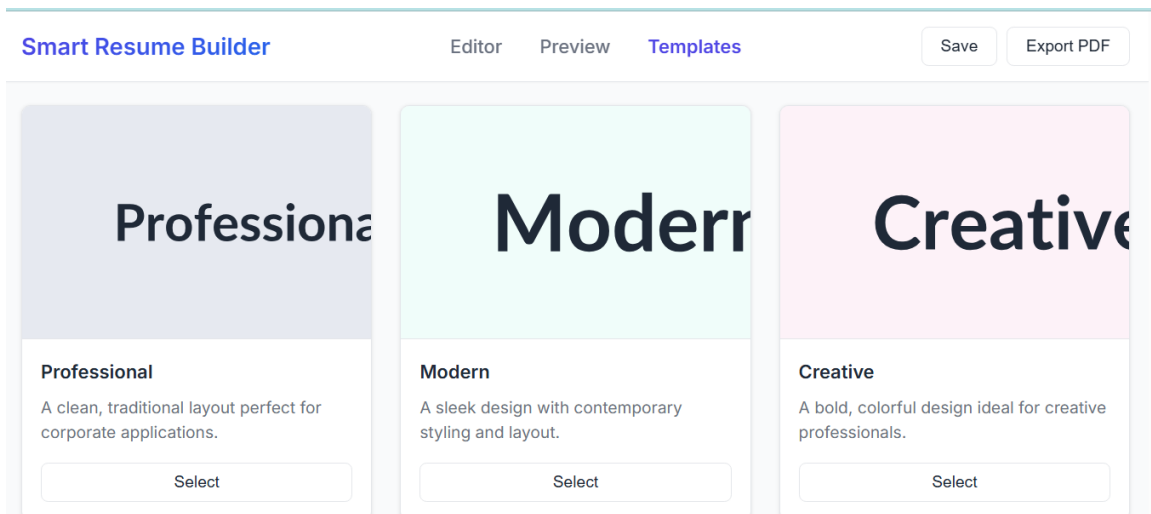 Smart Resume Builder
Editor
Preview
Templates
Save
Export PDF
Professiona
Modern
Creative
Professional
A clean, traditional layout perfect for
corporate applications.
Select
Modern
A sleek design with contemporary
styling and layout.
Select
Creative
A bold, colorful design ideal for creative
professionals.
Select